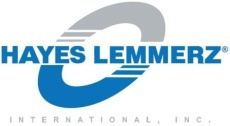 HAYES LEMMERZ®
INTERNATIONAL, INC.